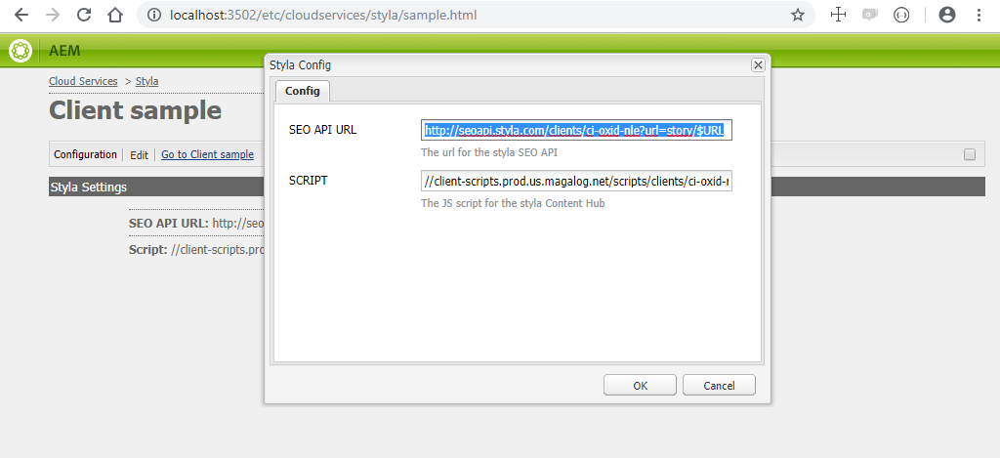 localhost:3502/etc/cloudservices/styla/sample.html
AEM
Styla Config
Cloud Services > Styla
Config
Client sample
SEO API URL
http://seoapi.styla.com/clients/ci-oxid-nle?url=story/$URL
The url for the styla SEO API
Configuration Edit Go to Client sample
SCRIPT
//client-scripts.prod.us.magalog.net/scripts/clients/ci-oxid-
Styla Settings
The JS script for the styla Content Hub
SEO API URL: http://seo
Script: //client-scripts.pro
OK
Cancel